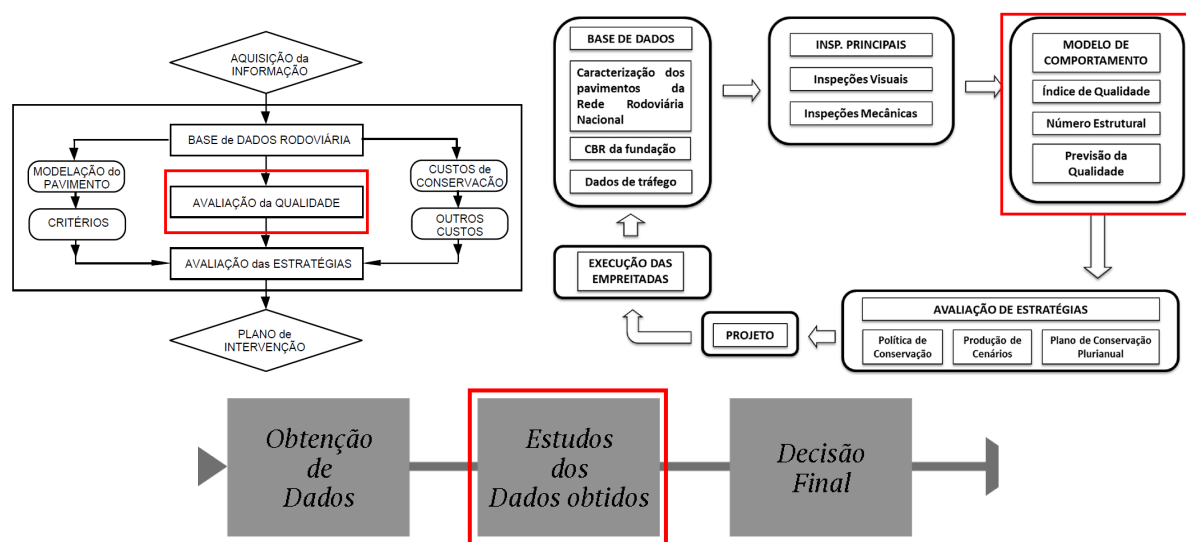 AQUISIÇÃO da
INFORMAÇÃO
BASE de DADOS RODOVIÁRIA
MODELAÇÃO do
PAVIMENTO
CRITÉRIOS
AVALIAÇÃO da QUALIDADE
CUSTOS de
CONSERVACÃO
OUTROS
CUSTOS
AVALIAÇÃO das ESTRATÉGIAS
PLANO de
INTERVENÇÃO
BASE DE DADOS
Caracterização dos
pavimentos da
Rede Rodoviária
Nacional
CBR da fundação
Dados de tráfego
INSP. PRINCIPAIS
Inspeções Visuais
Inspeções Mecânicas
MODELO DE
COMPORTAMENTO
Índice de Qualidade
Número Estrutural
Previsão da
Qualidade
AVALIAÇÃO DE ESTRATÉGIAS
Política de
Conservação
Produção de
Cenários
Plano de Conservação
Plurianual
PROJETO
EXECUÇÃO DAS
EMPREITADAS
Obtenção
de
Dados
Estudos
dos
Dados obtidos
Decisão
Final